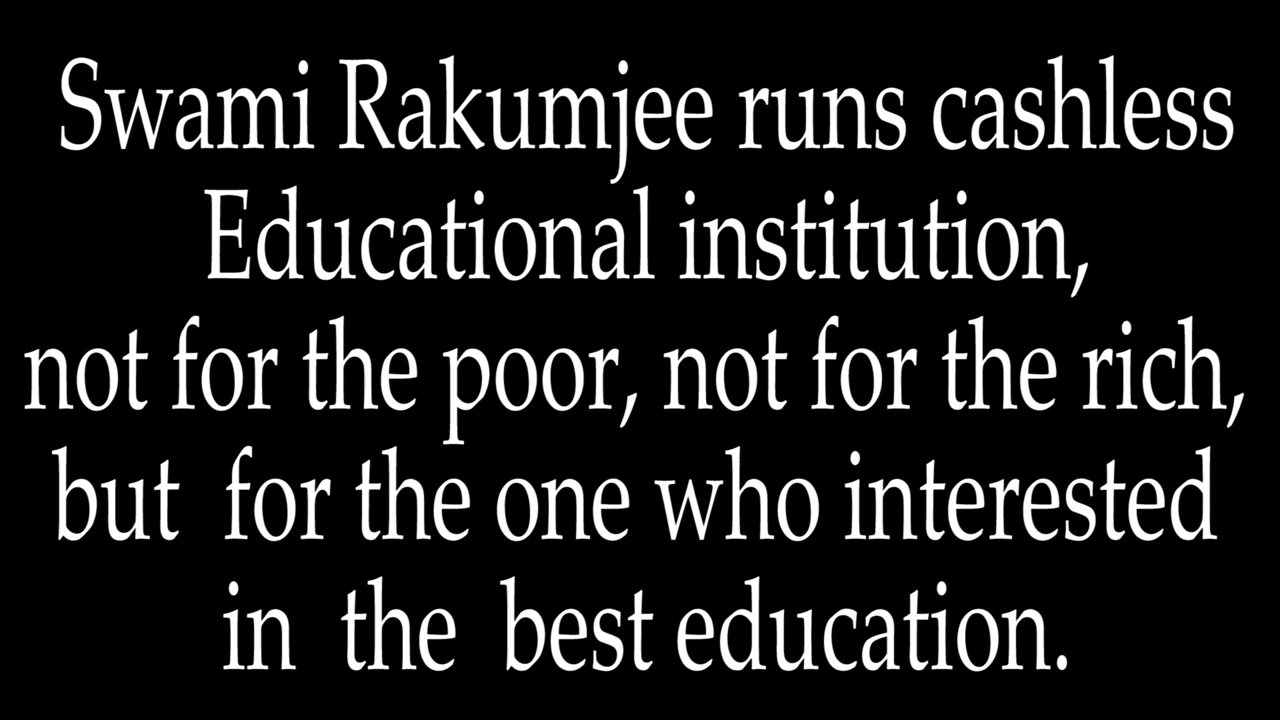 Swami Rakumjee runs cashless
Educational institution,
not for the poor, not for the rich,
but for the one who interested
in the best education.